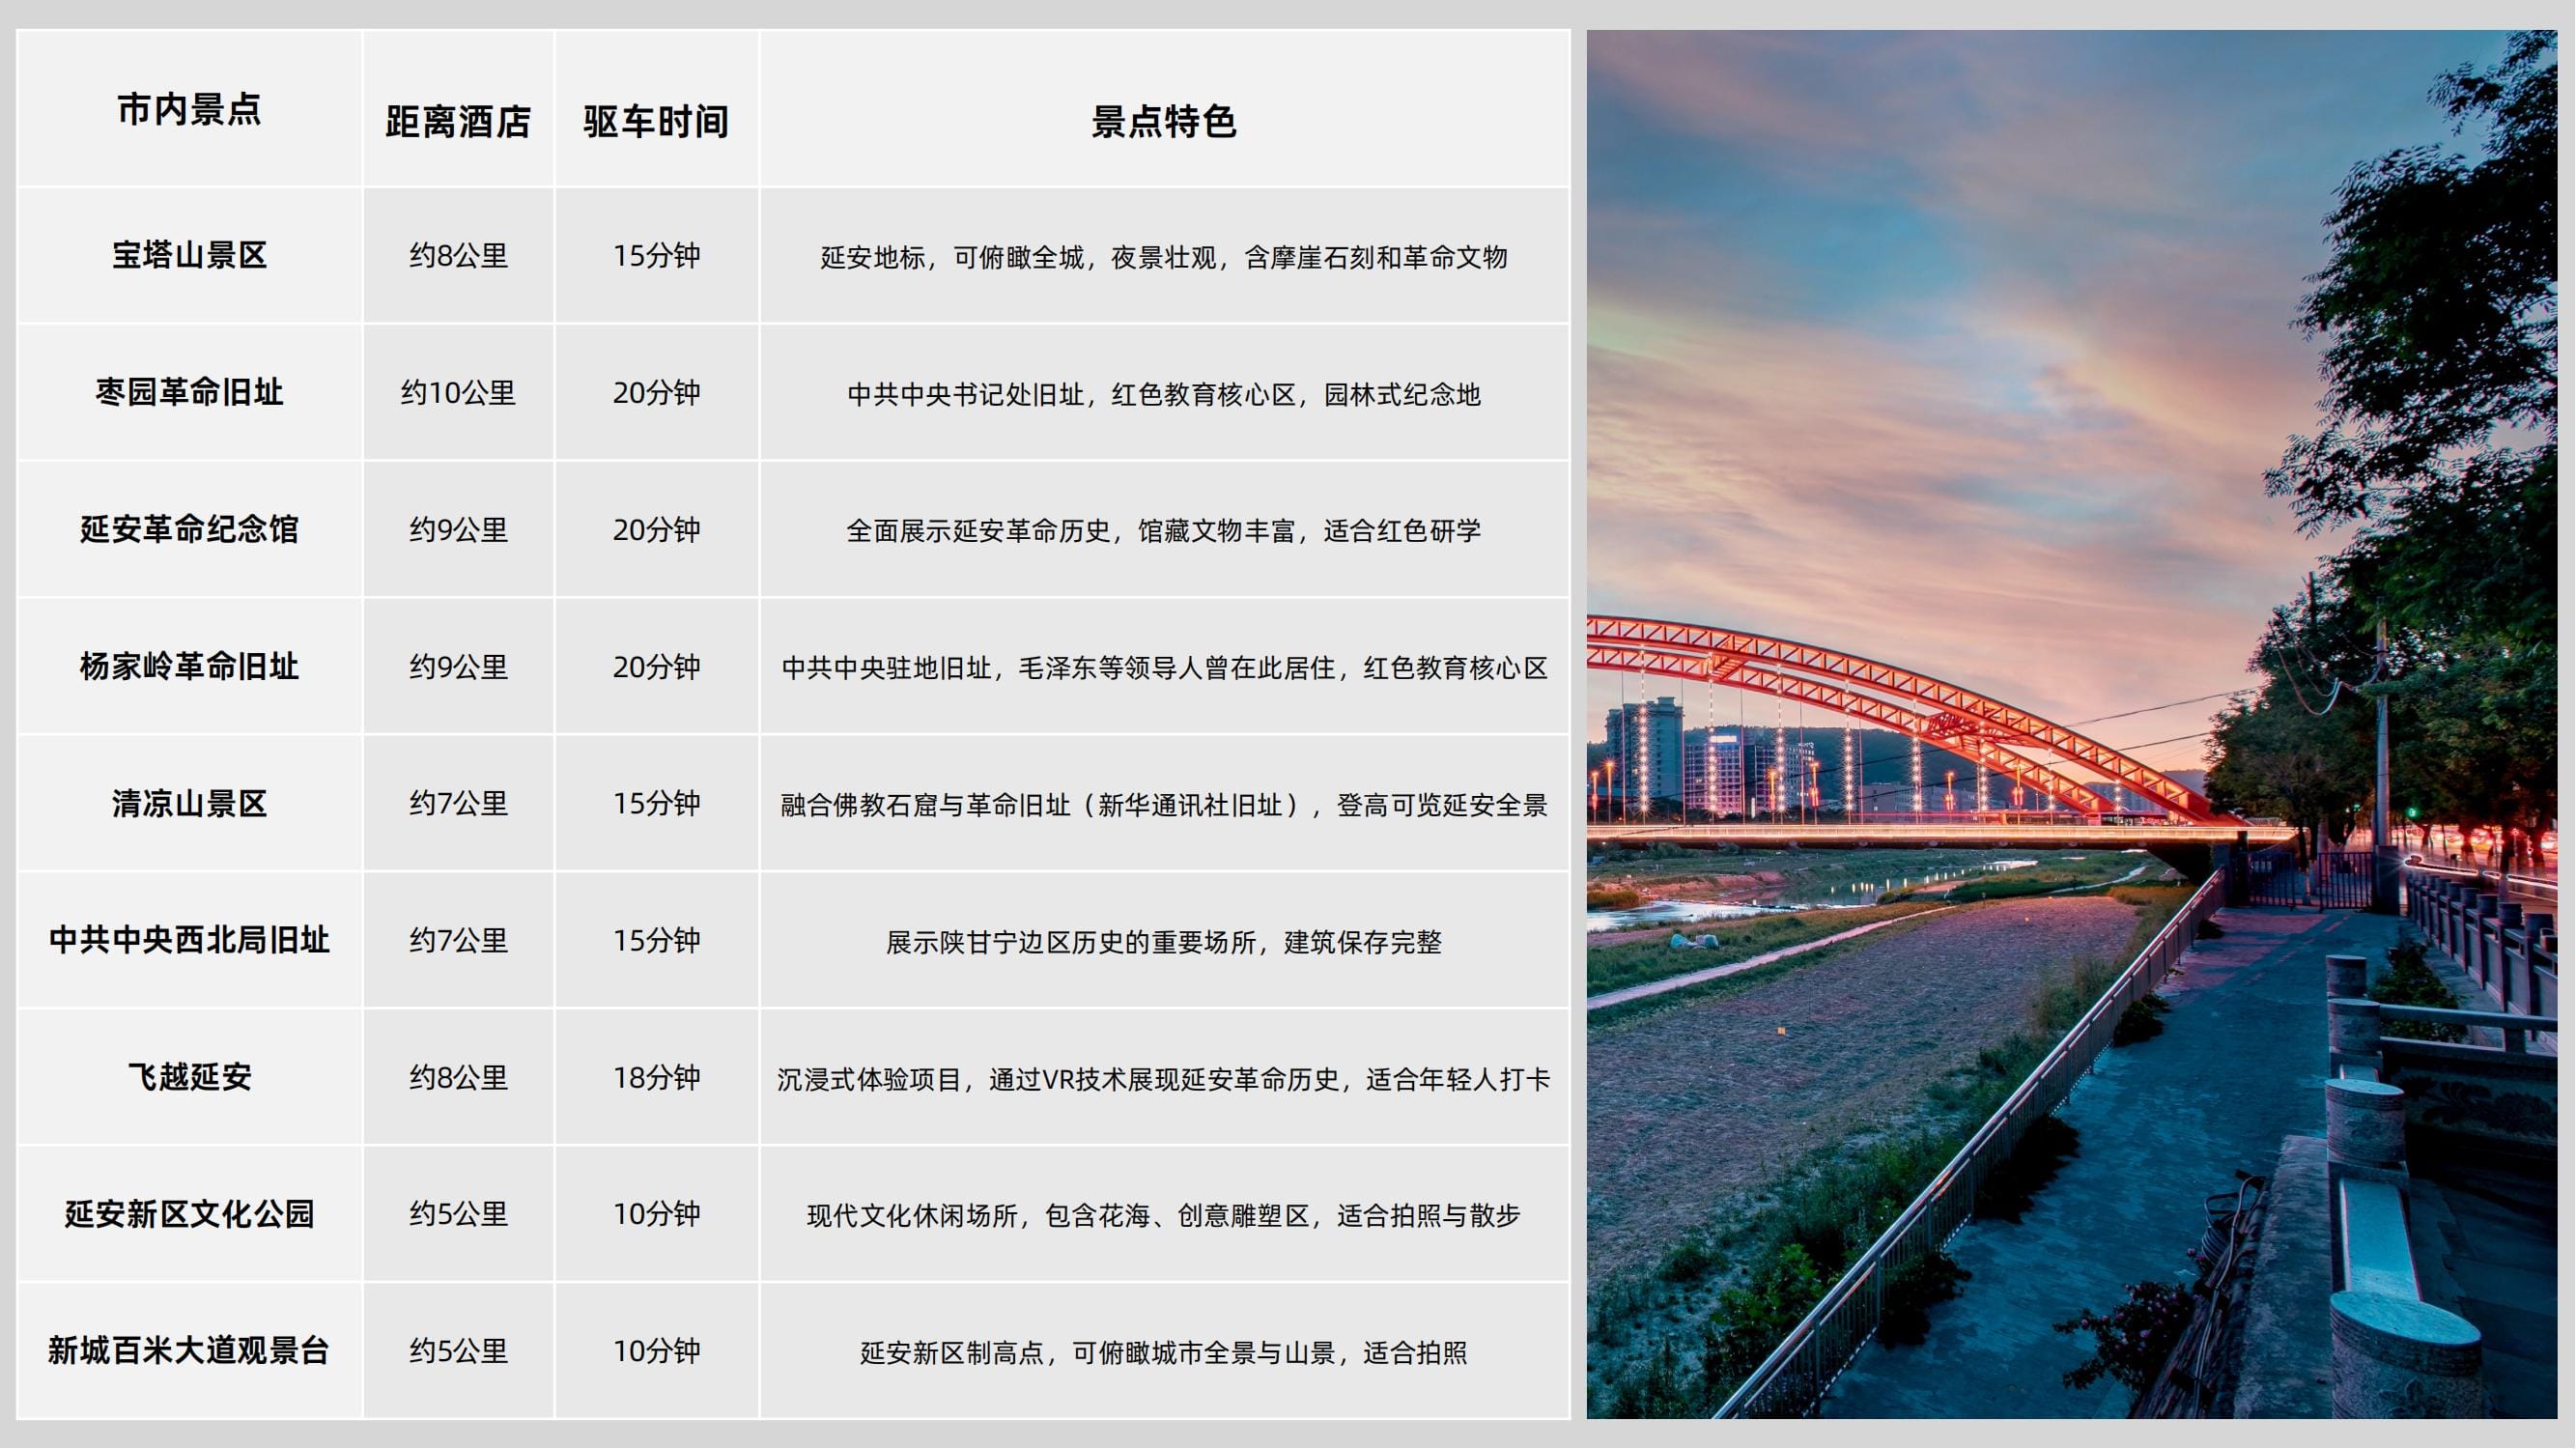 市内景点 距离酒店 驱车时间 景点特色
宝塔山景区 约8公里 15分钟 延安地标，可俯瞰全城，夜景壮观，含摩崖石刻和革命文物
枣园革命旧址 约10公里 20分钟 中共中央书记处旧址，红色教育核心区，园林式纪念地
延安革命纪念馆 约9公里 20分钟 全面展示延安革命历史，馆藏文物丰富，适合红色研学
杨家岭革命旧址 约9公里 20分钟 中共中央驻地旧址，毛泽东等领导人曾在此居住，红色教育核心区
清凉山景区 约7公里 15分钟 融合佛教石窟与革命旧址（新华通讯社旧址），登高可览延安全景
中共中央西北局旧址 约7公里 15分钟 展示陕甘宁边区历史的重要场所，建筑保存完整
飞越延安 约8公里 18分钟 沉浸式体验项目，通过VR技术展现延安革命历史，适合年轻人打卡
延安新区文化公园 约5公里 10分钟 现代文化休闲场所，包含花海、创意雕塑区，适合拍照与散步
新城百米大道观景台 约5公里 10分钟 延安新区制高点，可俯瞰城市全景与山景，适合拍照